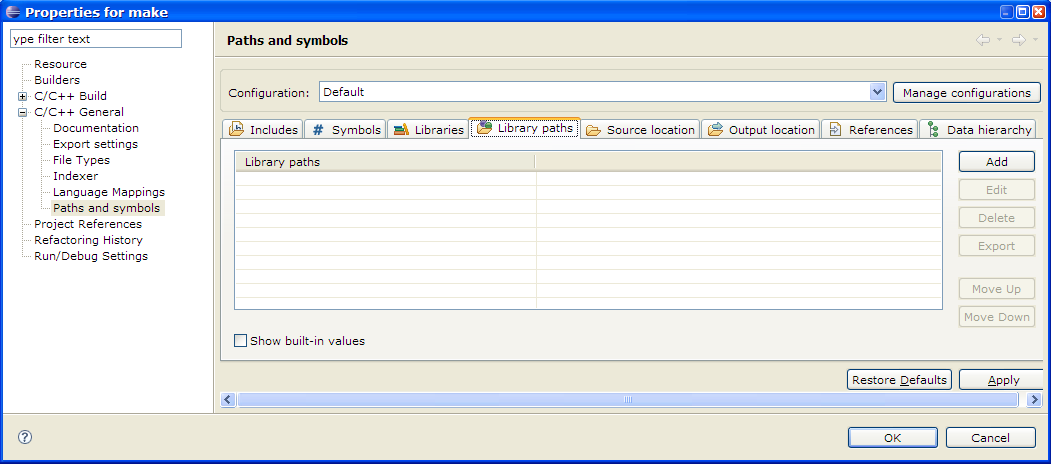 Properties for make
ype filter text
Resource
Builders
C/C++ Build
C/C++ General
Documentation
Export settings
File Types
Indexer
Language Mappings
Paths and symbols
Project References
Refactoring History
Run/Debug Settings
Paths and symbols
Configuration: Default Manage configurations
Includes # Symbols Libraries Library paths Source location Output location References Data hierarchy
Library paths
Add
Edit
Delete
Export
Move Up
Move Down
Show built-in values
Restore Defaults Apply
? OK Cancel